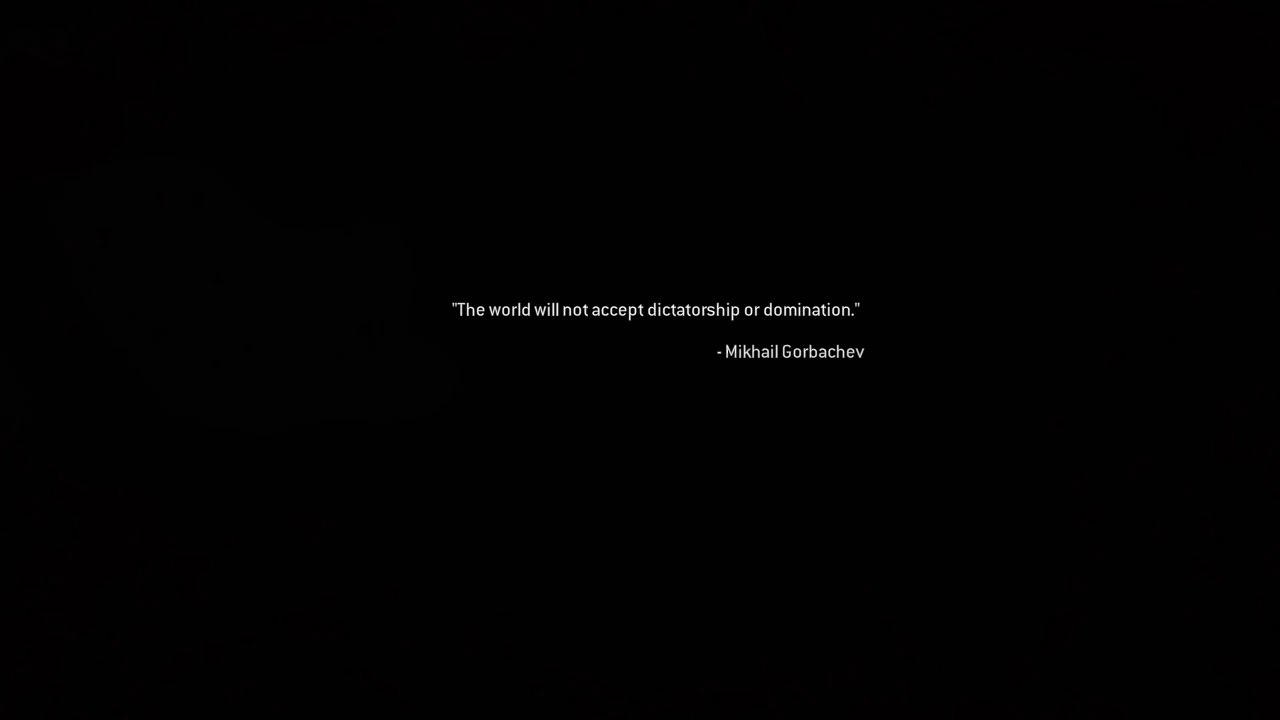 "The world will not accept dictatorship or domination."
- Mikhail Gorbachev